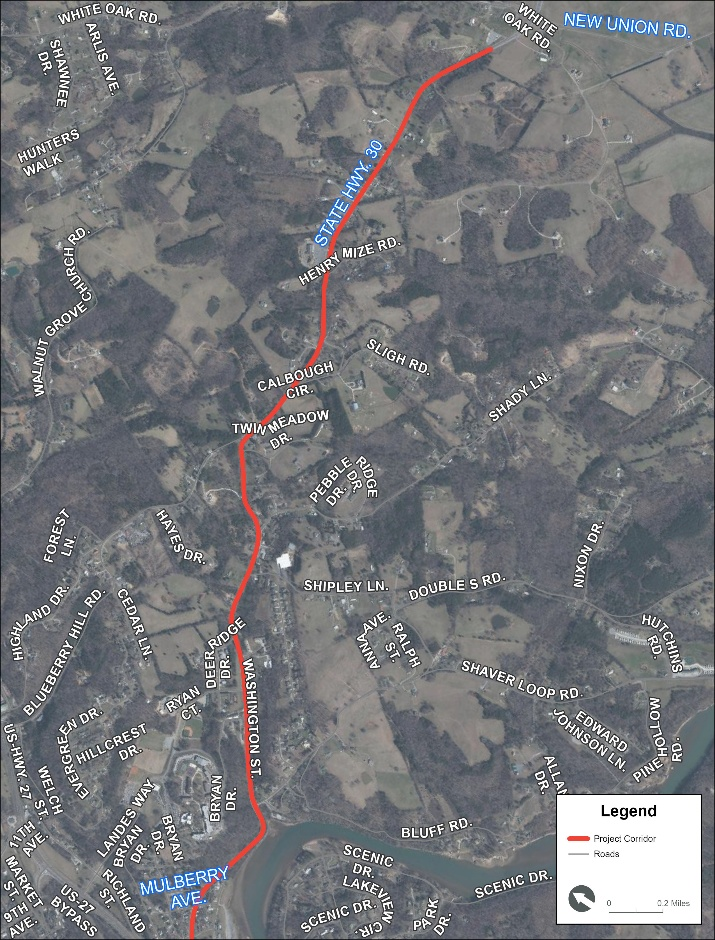 WHITE OAK RD.
WHITE
OAK RD.
NEW UNION RD.
SHAWNEE
DR.
ARLIS AVE.
HUNTERS
WALK
STATE HWY. 30
HENRY MIZE RD.
WALNUT GROVE CHURCH RD.
SLIGH RD.
CALBOUGH
CIR.
SHADY LN.
TWIN MEADOW
DR.
PEBBLE
DR.
RIDGE
DR.
FOREST
LN.
HAYES DR.
NIXON DR.
SHIPLEY LN.
DOUBLE S RD.
HIGHLAND DR.
BLUEBERRY HILL RD.
CEDAR LN.
DEER RIDGE
DR.
ANNA AVE.
RALPH
ST.
HUTCHINS
RD.
WASHINGTON ST.
RYAN
CT.
SHAVER LOOP RD.
EDWARD
JOHNSON LN.
PINE HOLLOW
RD.
EVERGREEN DR.
HILLCREST
DR.
US-HWY. 27
WELCH
ST.
ALLAN
DR.
LANDES WAY
BRYAN
DR.
BRYAN
DR.
BRYAN
DR.
11TH
AVE.
BLUFF RD.
MARKET
ST.
US-27
BYPASS
RICHLAND
ST.
MULBERRY
AVE.
SCENIC
DR.
LAKEVIEW
CIR.
SCENIC DR.
SCENIC DR.
PARK
DR.
9TH
AVE.
Legend
Project Corridor
Roads
0 0.2 Miles